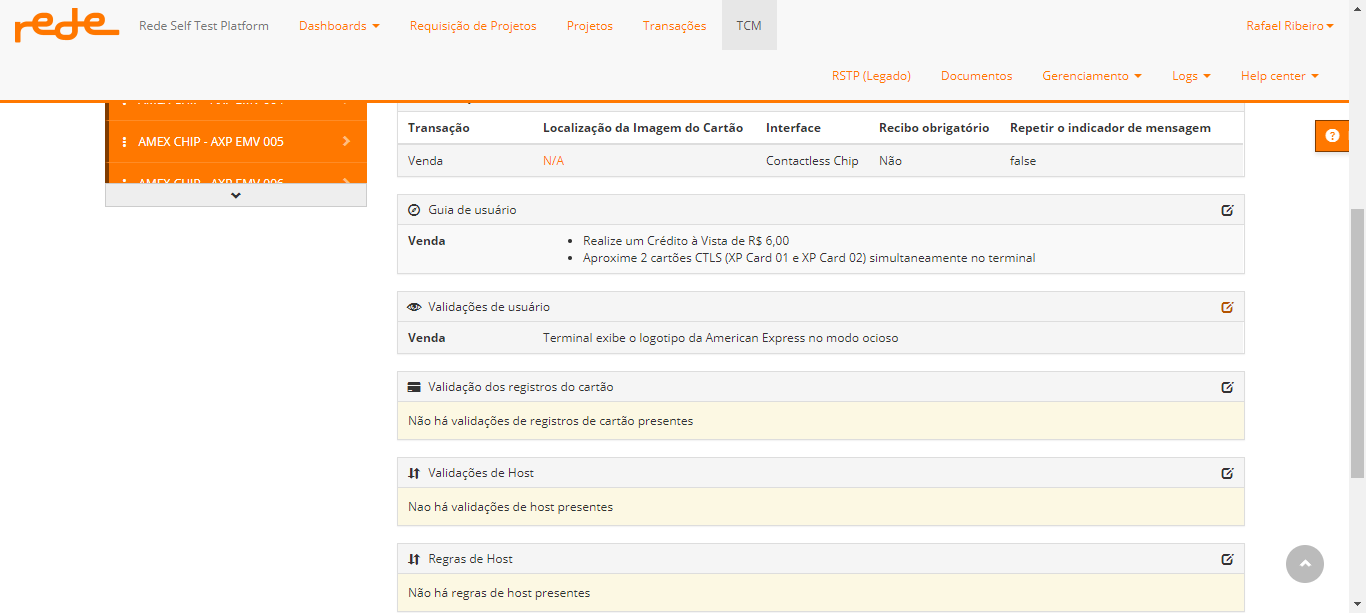 rede Rede Self Test Platform Dashboards Requisição de Projetos Projetos Transações TCM Rafael Ribeiro
RSTP (Legado) Documentos Gerenciamento Logs Help center
AMEX CHIP - AXP EMV 005
AMEX CHIP - AXP EMV 006
Transação Localização da Imagem do Cartão Interface Recibo obrigatório Repetir o indicador de mensagem
Venda N/A Contactless Chip Não false
Guia de usuário
Venda • Realize um Crédito à Vista de R$ 6,00
• Aproxime 2 cartões CTLS (XP Card 01 e XP Card 02) simultaneamente no terminal
Validações de usuário
Venda Terminal exibe o logotipo da American Express no modo ocioso
Validação dos registros do cartão
Não há validações de registros de cartão presentes
Validações de Host
Nao há validações de host presentes
Regras de Host
Não há regras de host presentes